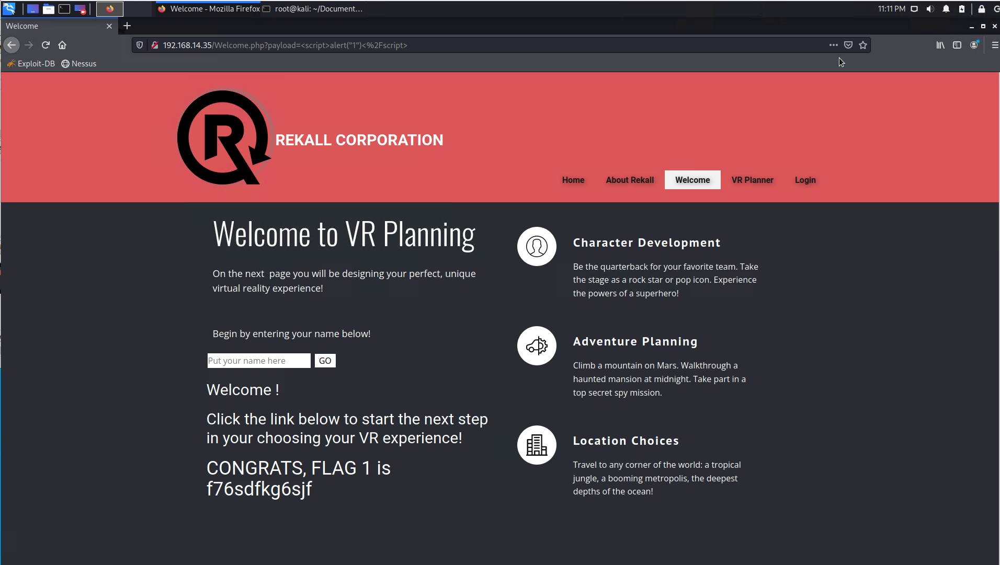 Welcome - Mozilla Firefox
root@kali: ~/Document...
11:11 PM
Welcome
192.168.14.35/Welcome.php?payload=<script>alert("1")<%2Fscript>
Exploit-DB
Nessus
R
REKALL CORPORATION
Home
About Rekall
Welcome
VR Planner
Login
Welcome to VR Planning
On the next  page you will be designing your perfect, unique
virtual reality experience!
Begin by entering your name below!
Put your name here
GO
Welcome !
Click the link below to start the next step
in your choosing your VR experience!
CONGRATS, FLAG 1 is
f76sdfkg6sjf
Character Development
Be the quarterback for your favorite team. Take
the stage as a rock star or pop icon. Experience
the powers of a superhero!
Adventure Planning
Climb a mountain on Mars. Walkthrough a
haunted mansion at midnight. Take part in a
top secret spy mission.
Location Choices
Travel to any corner of the world: a tropical
jungle, a booming metropolis, the deepest
depths of the ocean!